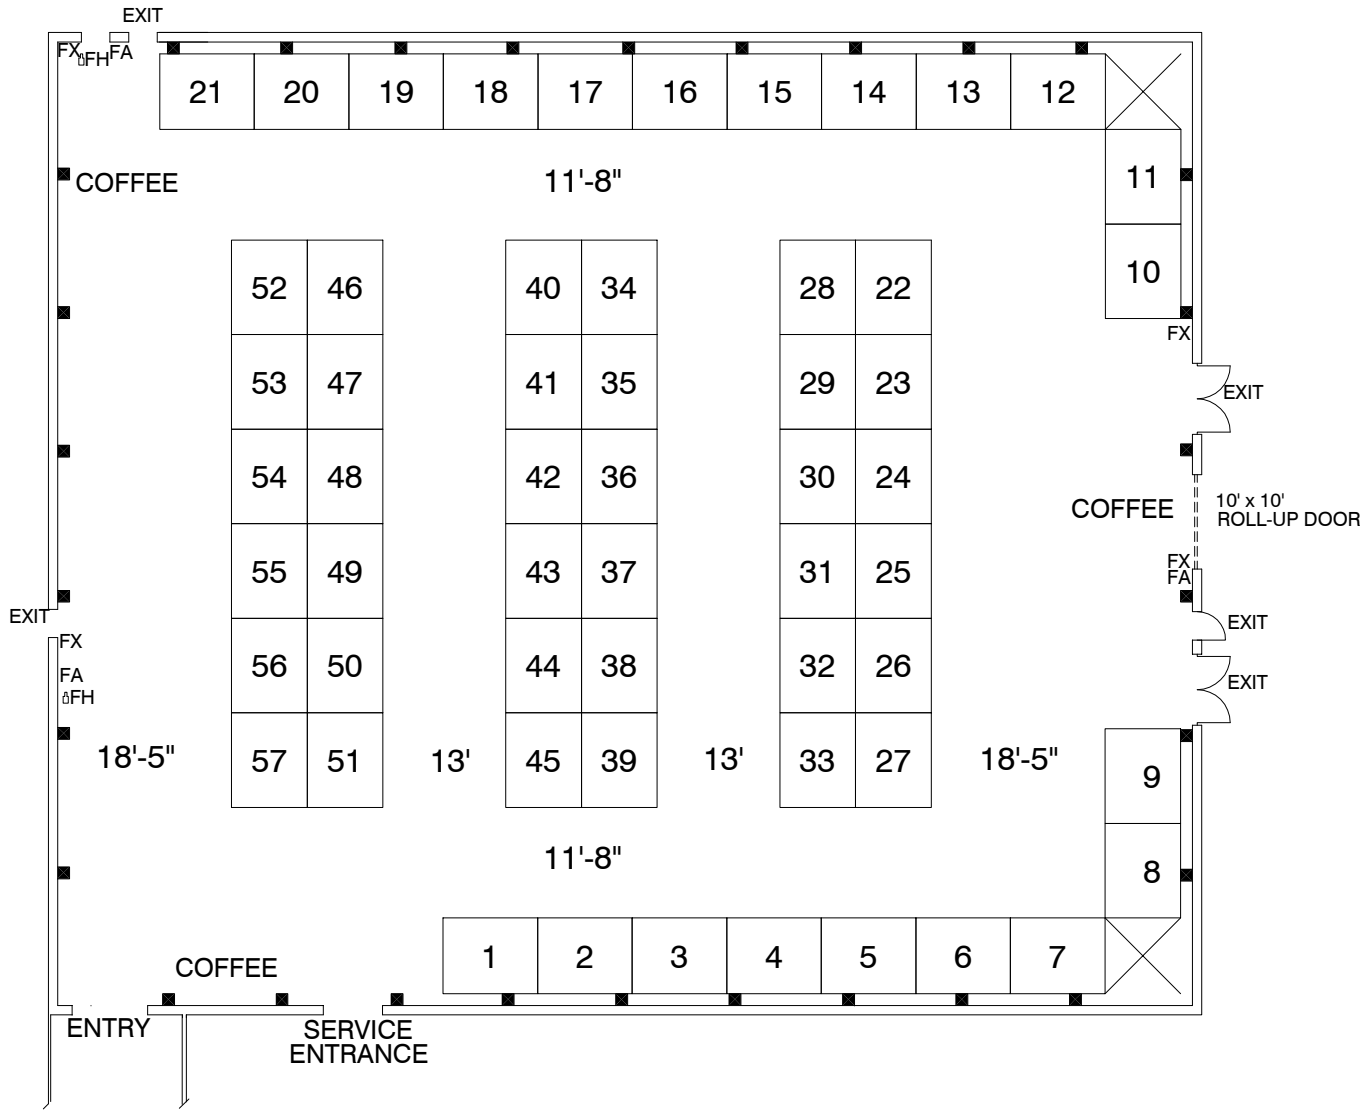 EXIT
FX
FH
FA
21 20 19 18 17 16 15 14 13 12
11
COFFEE
11'-8"
10
52 46 40 34 28 22
FX
53 47 41 35 29 23
EXIT
54 48 42 36 30 24
COFFEE
10' x 10'
ROLL-UP DOOR
55 49 43 37 31 25
FX
FA
EXIT
EXIT
FX
56 50 44 38 32 26
FA
FH
EXIT
18'-5"
57 51
13'
45 39
13'
33 27
18'-5"
9
11'-8"
8
1 2 3 4 5 6 7
COFFEE
ENTRY
SERVICE
ENTRANCE